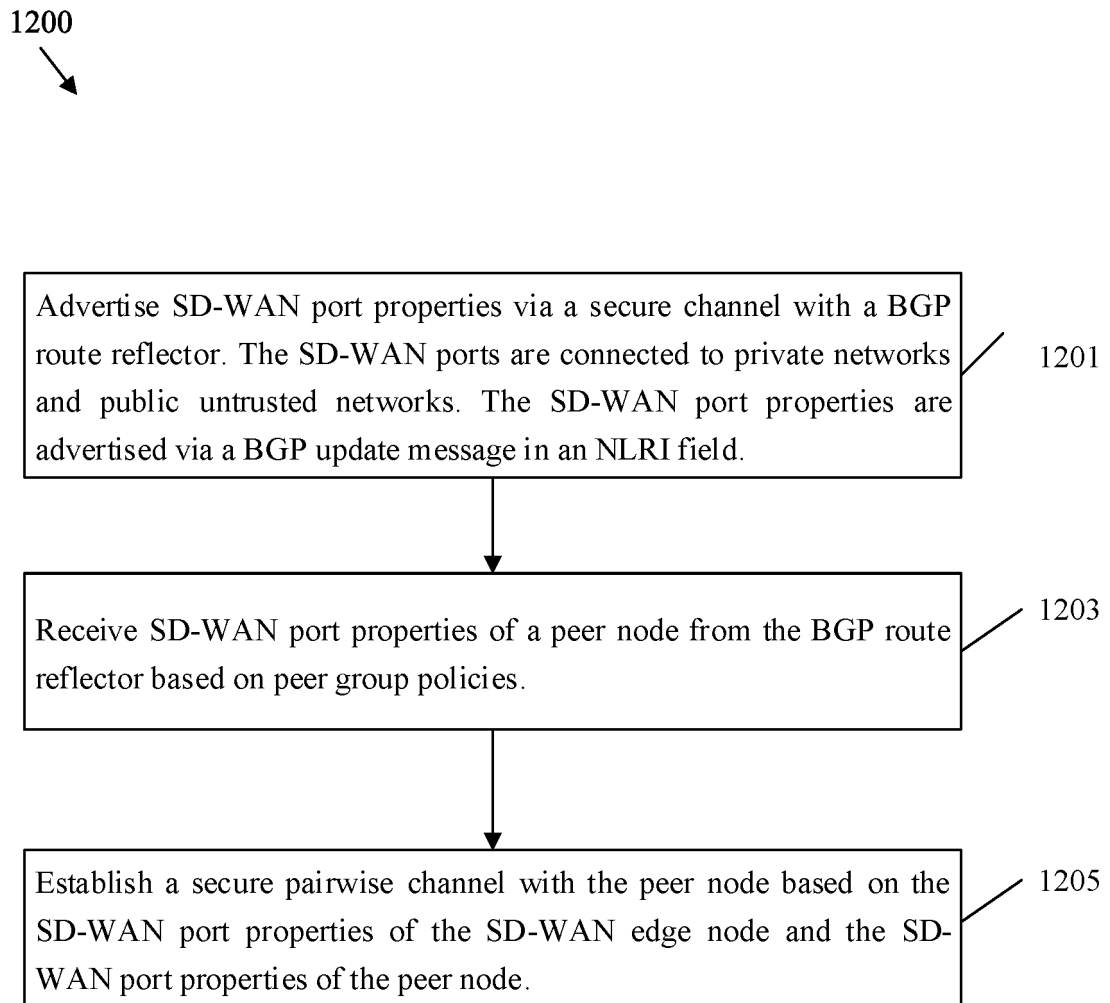 1200
Advertise SD-WAN port properties via a secure channel with a BGP
route reflector. The SD-WAN ports are connected to private networks
and public untrusted networks. The SD-WAN port properties are
advertised via a BGP update message in an NLRI field.
1201
Receive SD-WAN port properties of a peer node from the BGP route
reflector based on peer group policies.
1203
Establish a secure pairwise channel with the peer node based on the
SD-WAN port properties of the SD-WAN edge node and the SD-
WAN port properties of the peer node.
1205